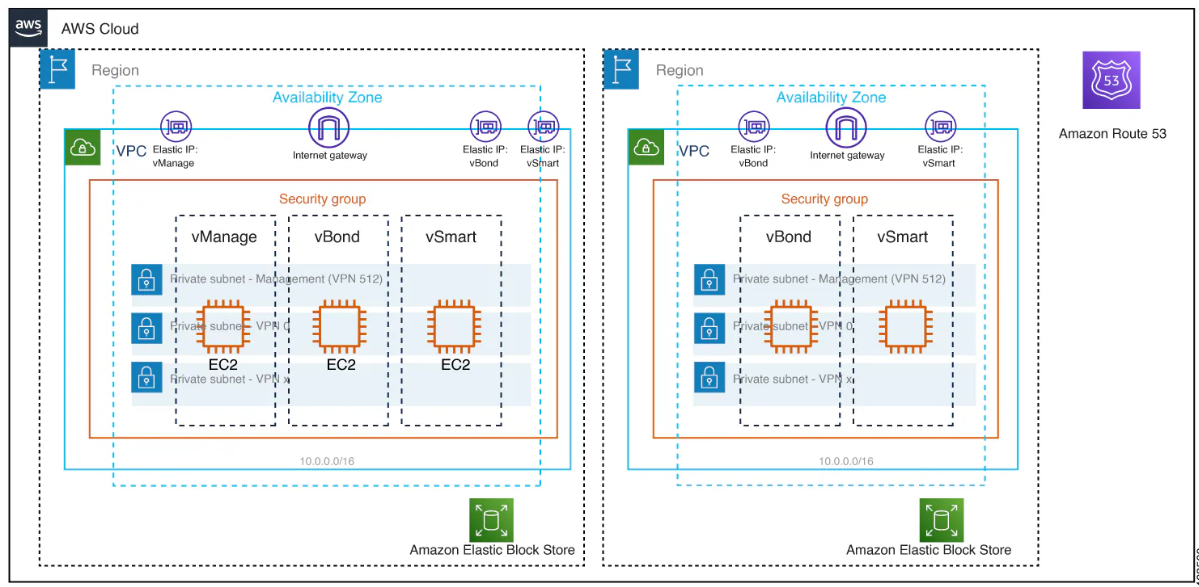 aws
AWS Cloud
Region
Availability Zone
VPC
Elastic IP:
vManage
Internet gateway
Elastic IP:
vBond
Elastic IP:
vSmart
Security group
vManage
vBond
vSmart
Private subnet - Management (VPN 512)
Private subnet - VPN 0
EC2
EC2
EC2
Private subnet - VPN x
10.0.0.0/16
Amazon Elastic Block Store
Region
Availability Zone
VPC
Elastic IP:
vBond
Internet gateway
Elastic IP:
vSmart
Security group
vBond
vSmart
Private subnet - Management (VPN 512)
Private subnet - VPN 0
Private subnet - VPN x
10.0.0.0/16
Amazon Elastic Block Store
53
Amazon Route 53